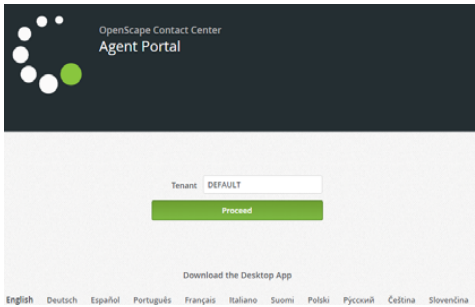 OpenScape Contact Center
Agent Portal
Tenant DEFAULT
Proceed
Download the Desktop App
English Deutsch Español Português Français Italiano Suomi Polski Русский Čeština Slovenčina